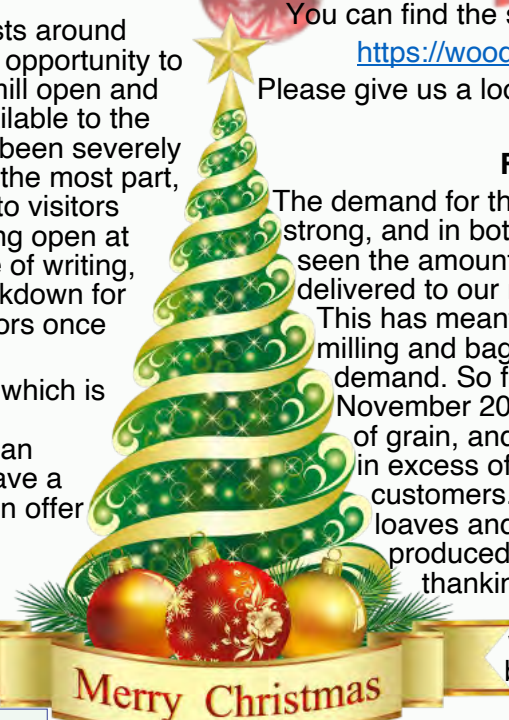 sts around
opportunity to
mill open and
ilable to the
been severely
the most part,
to visitors
ng open at
e of writing,
kdown for
ors once
which is
an
ave a
n offer
You can find the s
https://wood
Please give us a loo
The demand for th
strong, and in bot
seen the amount
delivered to our
This has meant
milling and bag
demand. So f
November 20
of grain, and
in excess of
customers.
loaves and
produced
thankin
Merry Christmas